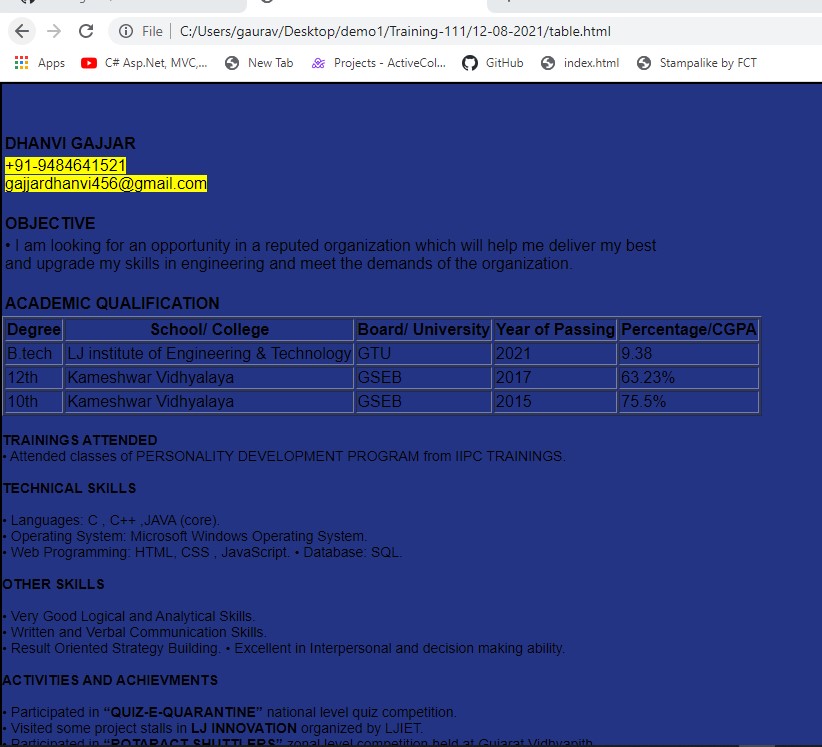 File | C:/Users/gaurav/Desktop/demo1/Training-111/12-08-2021/table.html
Apps C# Asp.Net, MVC,... New Tab Projects - ActiveCol... GitHub index.html Stampalike by FCT
DHANVI GAJJAR
+91-9484641521
gajjardhanvi456@gmail.com
OBJECTIVE
• I am looking for an opportunity in a reputed organization which will help me deliver my best
and upgrade my skills in engineering and meet the demands of the organization.
ACADEMIC QUALIFICATION
Degree School/ College Board/ University Year of Passing Percentage/CGPA
B.tech LJ institute of Engineering & Technology GTU 2021 9.38
12th Kameshwar Vidhyalaya GSEB 2017 63.23%
10th Kameshwar Vidhyalaya GSEB 2015 75.5%
TRAININGS ATTENDED
• Attended classes of PERSONALITY DEVELOPMENT PROGRAM from IIPC TRAININGS.
TECHNICAL SKILLS
• Languages: C , C++ ,JAVA (core).
• Operating System: Microsoft Windows Operating System.
• Web Programming: HTML, CSS , JavaScript. • Database: SQL.
OTHER SKILLS
• Very Good Logical and Analytical Skills.
• Written and Verbal Communication Skills.
• Result Oriented Strategy Building. • Excellent in Interpersonal and decision making ability.
ACTIVITIES AND ACHIEVMENTS
• Participated in “QUIZ-E-QUARANTINE” national level quiz competition.
• Visited some project stalls in LJ INNOVATION organized by LJIET.
• Participated in “ROTARACT SHUTTLERS” zonal level competition held at Gujarat Vidhyapith